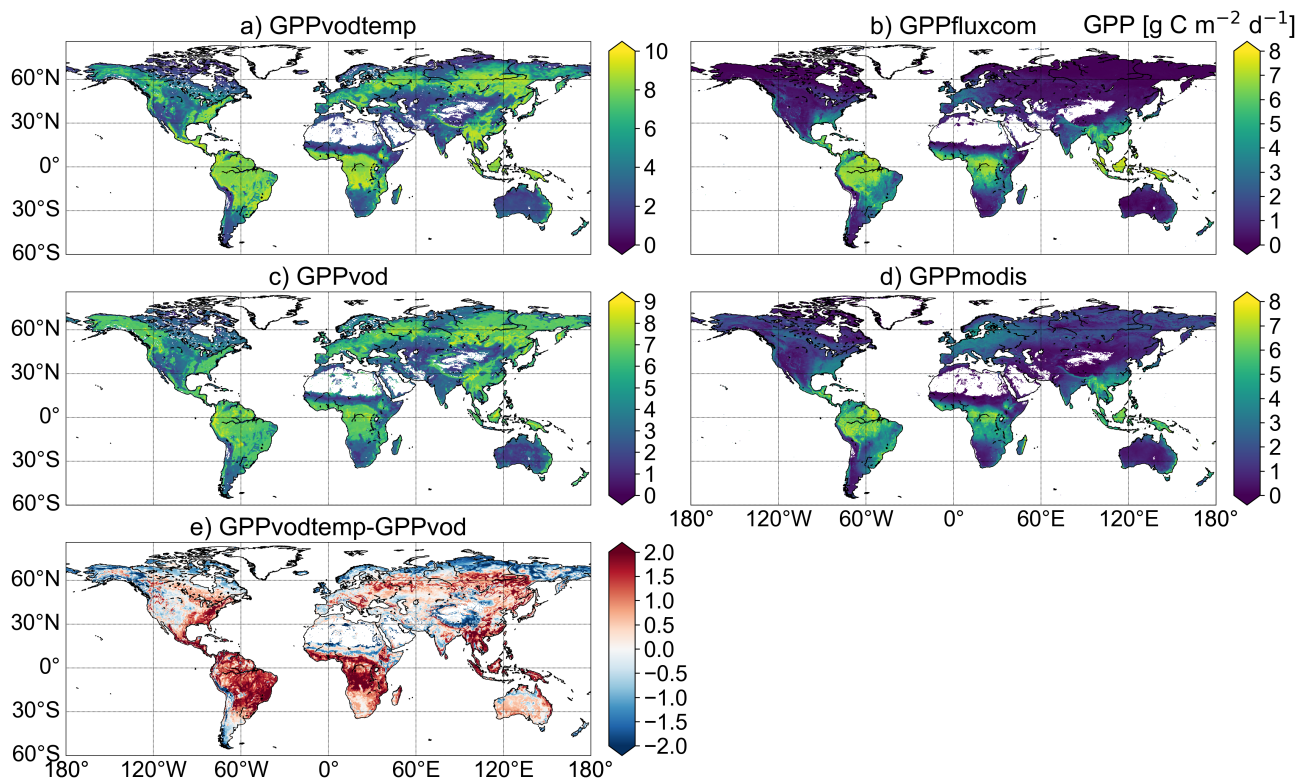 a) GPPvodtemp
b) GPPfluxcom
GPP [g C m−2 d−1]
60°N
30°N
0°
30°S
60°S
10
8
6
4
2
0
8
7
6
5
4
3
2
1
0
c) GPPvod
d) GPPmodis
60°N
30°N
0°
30°S
60°S
9
8
7
6
5
4
3
2
1
0
8
7
6
5
4
3
2
1
0
180° 120°W 60°W 0° 60°E 120°E 180°
e) GPPvodtemp-GPPvod
60°N
30°N
0°
30°S
60°S
2.0
1.5
1.0
0.5
0.0
−0.5
−1.0
−1.5
−2.0
180° 120°W 60°W 0° 60°E 120°E 180°